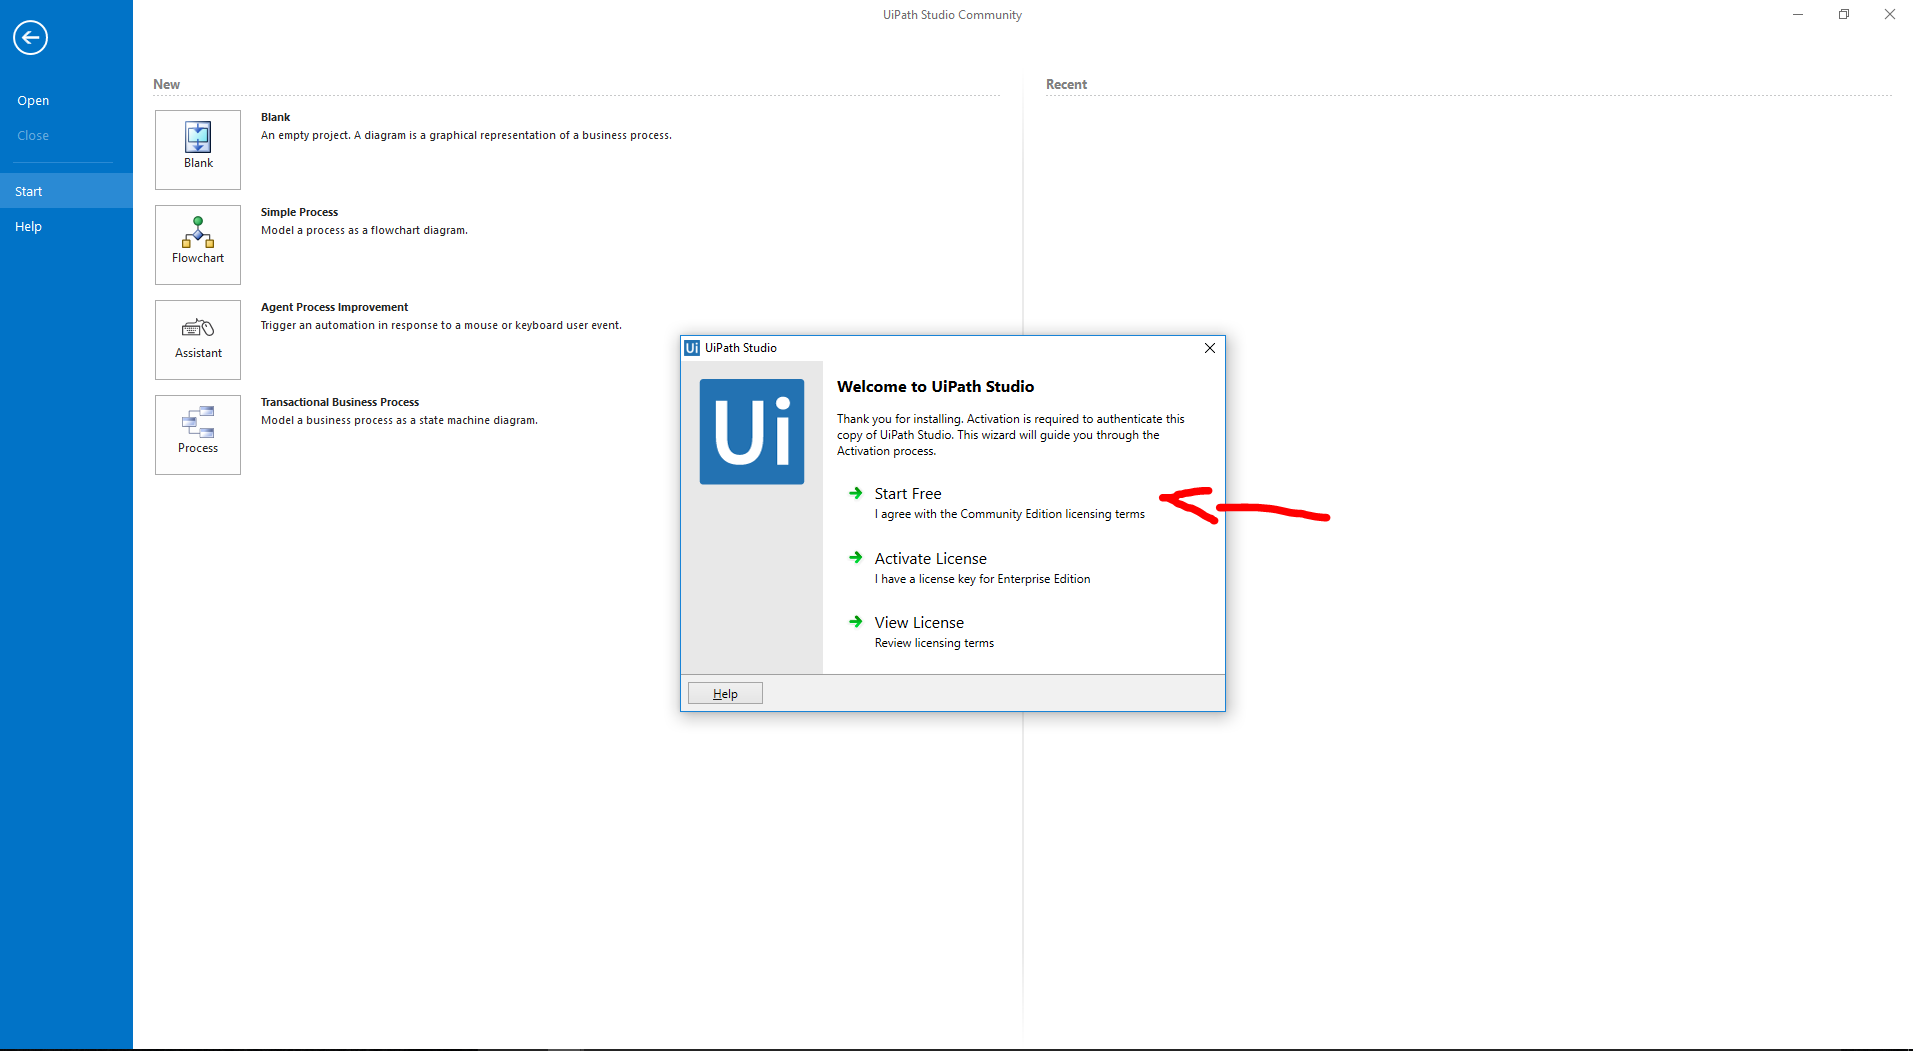 UiPath Studio Community
Open
Close
Start
Help
New
Blank
Blank
An empty project. A diagram is a graphical representation of a business process.
Flowchart
Simple Process
Model a process as a flowchart diagram.
Assistant
Agent Process Improvement
Trigger an automation in response to a mouse or keyboard user event.
Process
Transactional Business Process
Model a business process as a state machine diagram.
Recent
Ui UiPath Studio
Ui
Welcome to UiPath Studio
Thank you for installing. Activation is required to authenticate this
copy of UiPath Studio. This wizard will guide you through the
Activation process.
Start Free
I agree with the Community Edition licensing terms
Activate License
I have a license key for Enterprise Edition
View License
Review licensing terms
Help